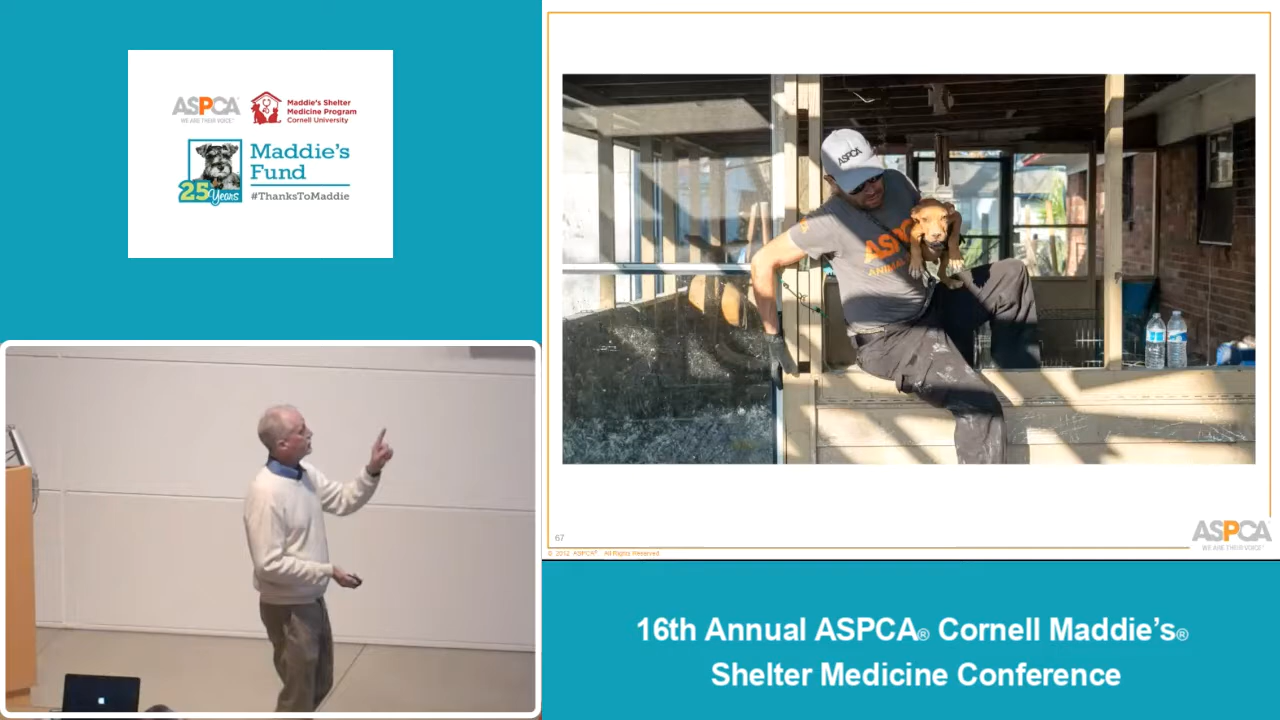 ASPCA
WE ARE THEIR VOICE®
Maddie's Shelter
Medicine Program
Cornell University
Maddie's
Fund
25
Years
#ThanksToMaddie
ASPCA
ASPCA
67
© 2012 ASPCA® All Rights Reserved
ASPCA
WE ARE THEIR VOICE®
16th Annual ASPCA® Cornell Maddie's®
Shelter Medicine Conference